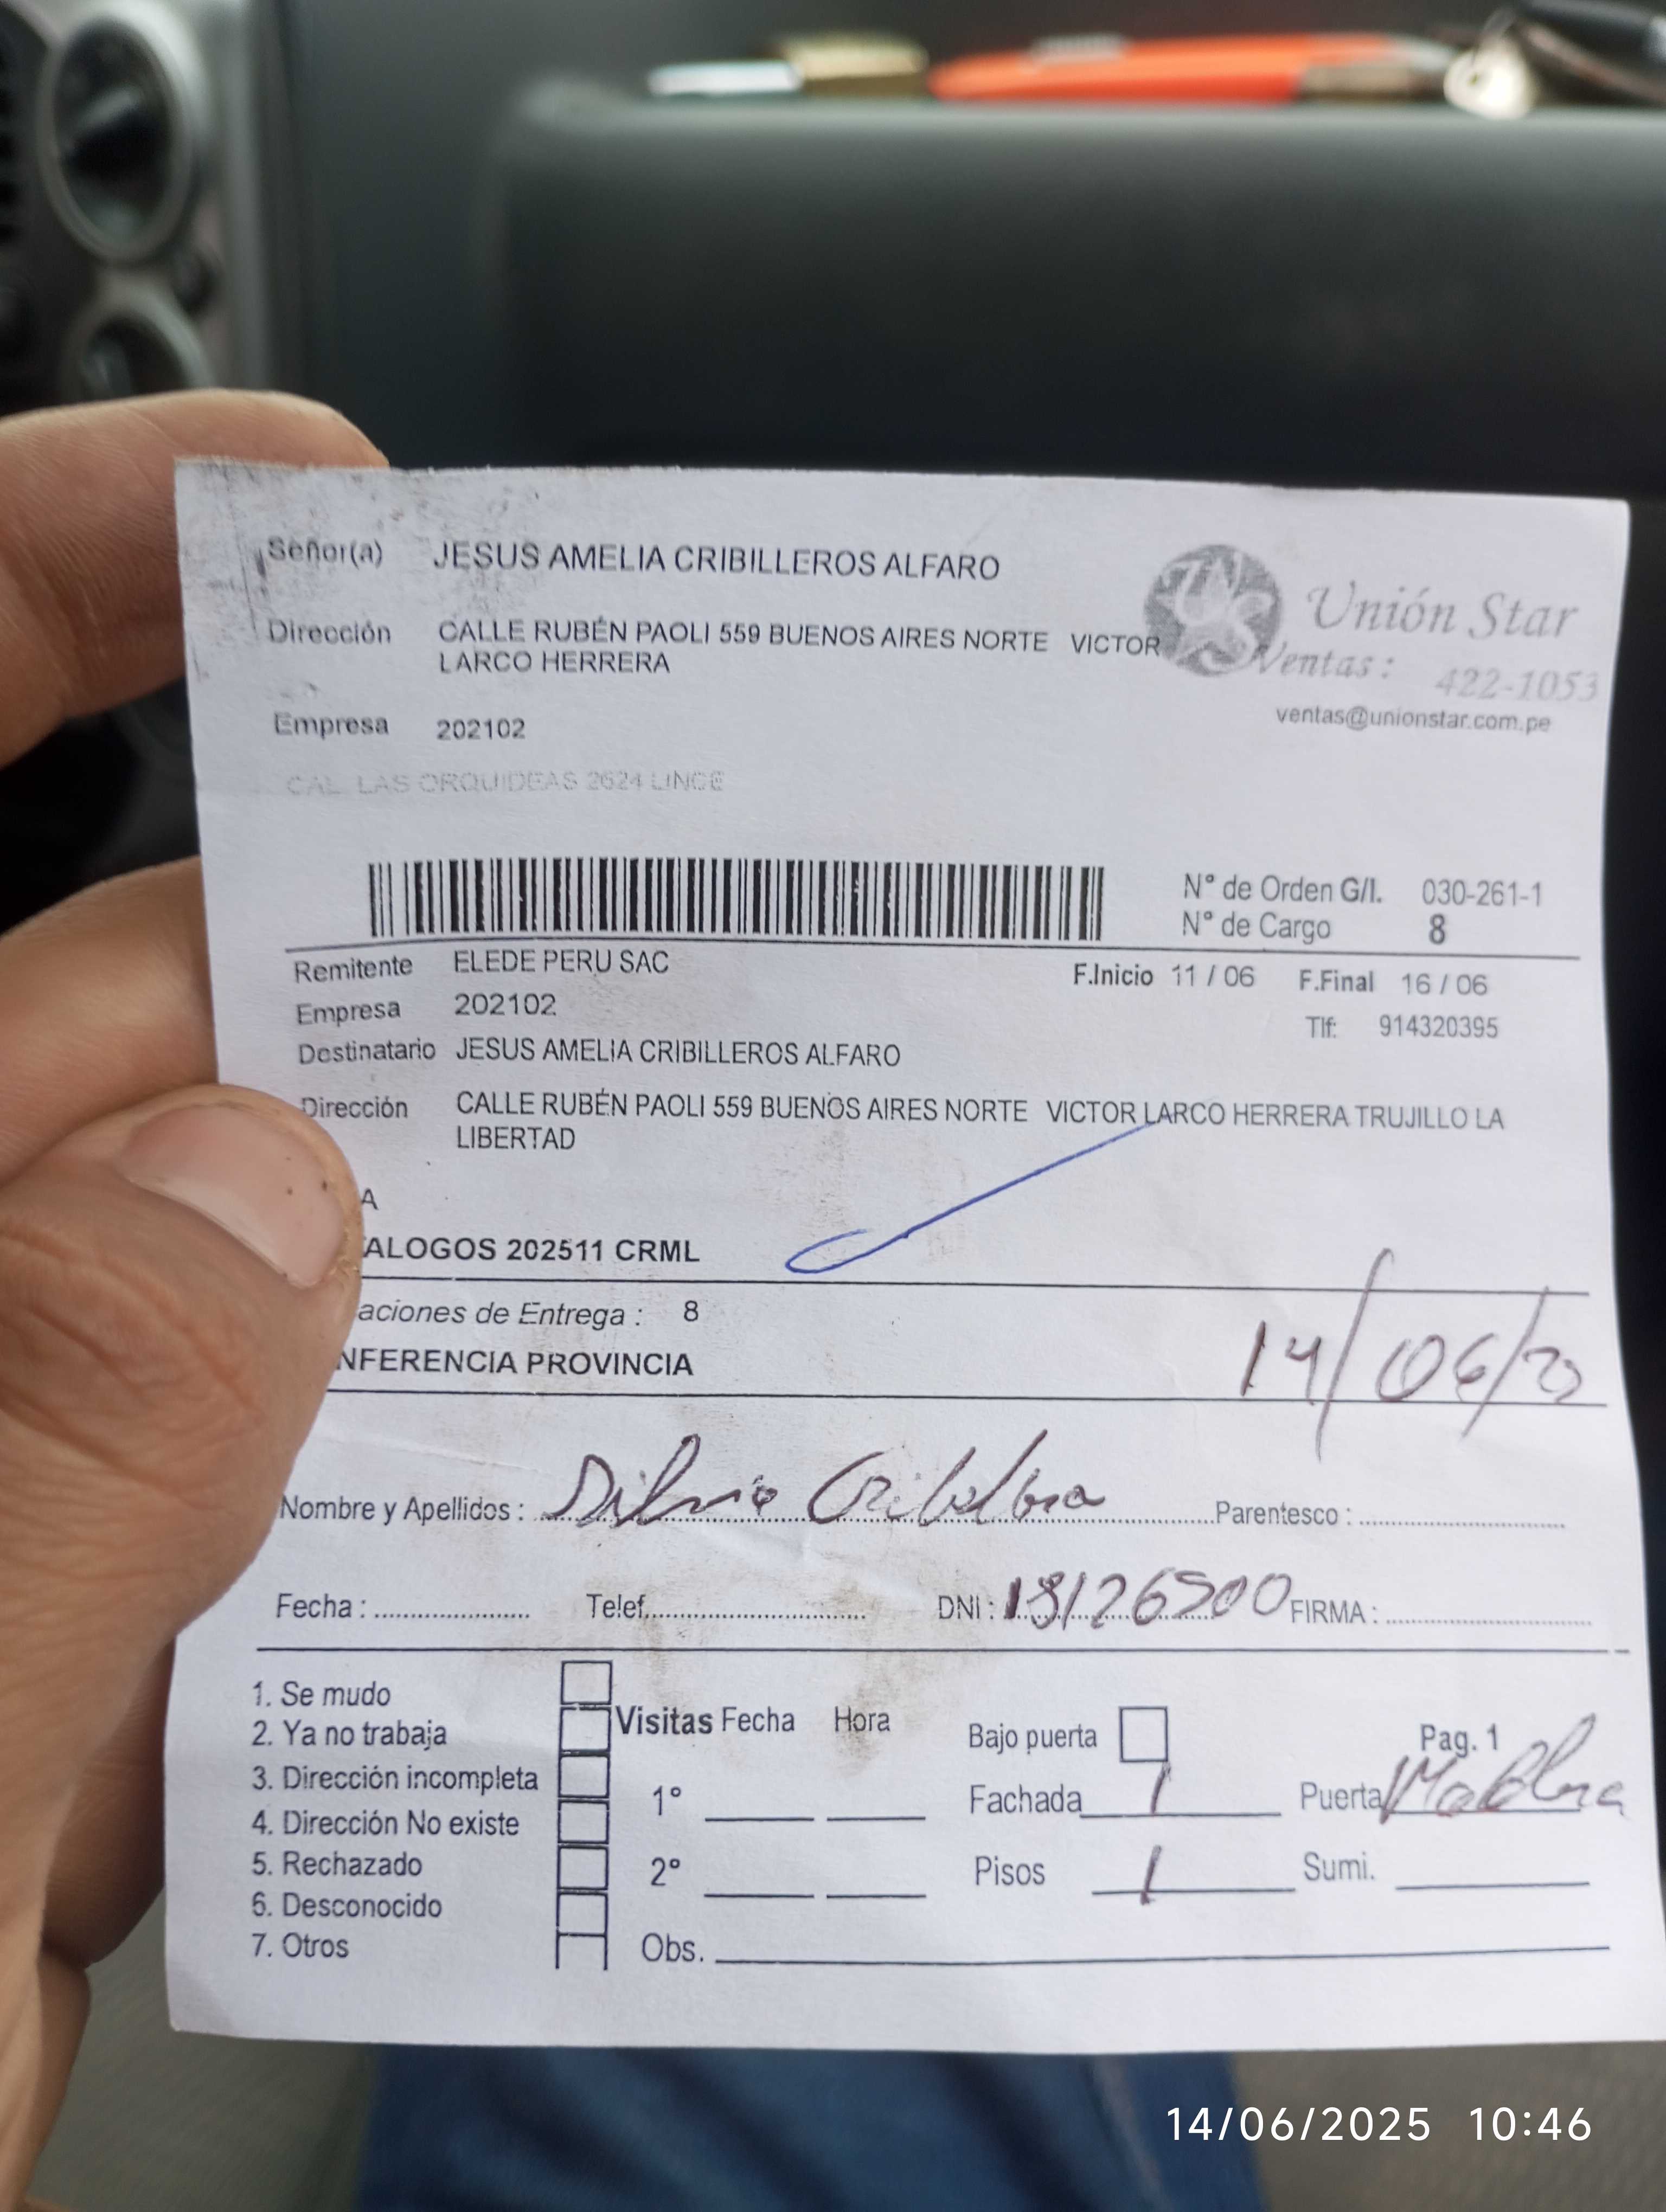 Señor(a) JESUS AMELIA CRIBILLEROS ALFARO
Dirección CALLE RUBÉN PAOLI 559 BUENOS AIRES NORTE VICTOR
LARCO HERRERA
Unión Star
Ventas: 422-1053
ventas@unionstar.com.pe
Empresa 202102
CAL. LAS ORQUIDEAS 2624 LINCE
N° de Orden G/I. 030-261-1
N° de Cargo 8
Remitente ELEDE PERU SAC
F.Inicio 11 / 06 F.Final 16 / 06
Empresa 202102
Tlf: 914320395
Destinatario JESUS AMELIA CRIBILLEROS ALFARO
Dirección CALLE RUBÉN PAOLI 559 BUENOS AIRES NORTE VICTOR LARCO HERRERA TRUJILLO LA
LIBERTAD
A
ALOGOS 202511 CRML
aciones de Entrega : 8
NFERENCIA PROVINCIA
14/06/25
Nombre y Apellidos : Parentesco :
Fecha : Telef. DNI : FIRMA :
1. Se mudo
2. Ya no trabaja
3. Dirección incompleta
4. Dirección No existe
5. Rechazado
6. Desconocido
7. Otros
Visitas Fecha Hora
1°
2°
Obs.
Bajo puerta
Fachada 1
Pisos 1
Pag. 1
Puerta
Sumi.
14/06/2025 10:46